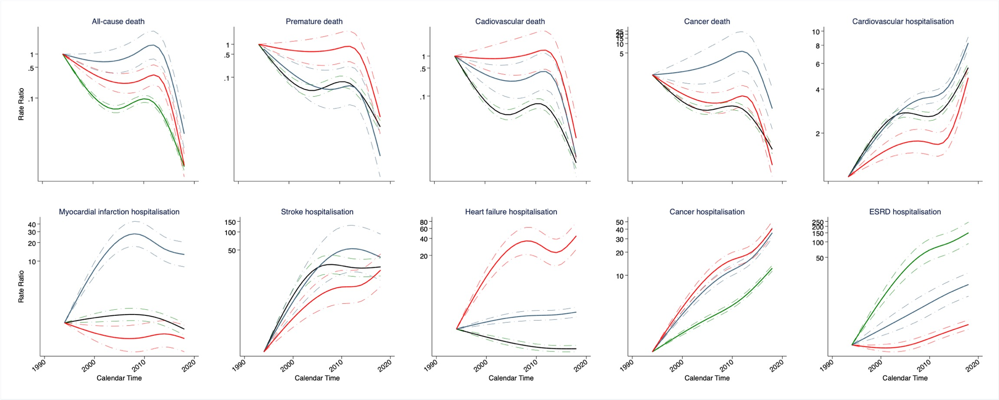 All-cause death
Premature death
Cadiovascular death
Cancer death
Cardiovascular hospitalisation
Rate Ratio
1
.5
.1
1
.5
.1
1
.5
.1
25
20
15
10
5
10
8
6
4
2
Myocardial infarction hospitalisation
Stroke hospitalisation
Heart failure hospitalisation
Cancer hospitalisation
ESRD hospitalisation
Rate Ratio
40
30
20
10
150
100
50
80
60
40
20
50
40
30
20
10
250
200
150
100
50
1990 2000 2010 2020
1990 2000 2010 2020
1990 2000 2010 2020
1990 2000 2010 2020
1990 2000 2010 2020
Calendar Time
Calendar Time
Calendar Time
Calendar Time
Calendar Time